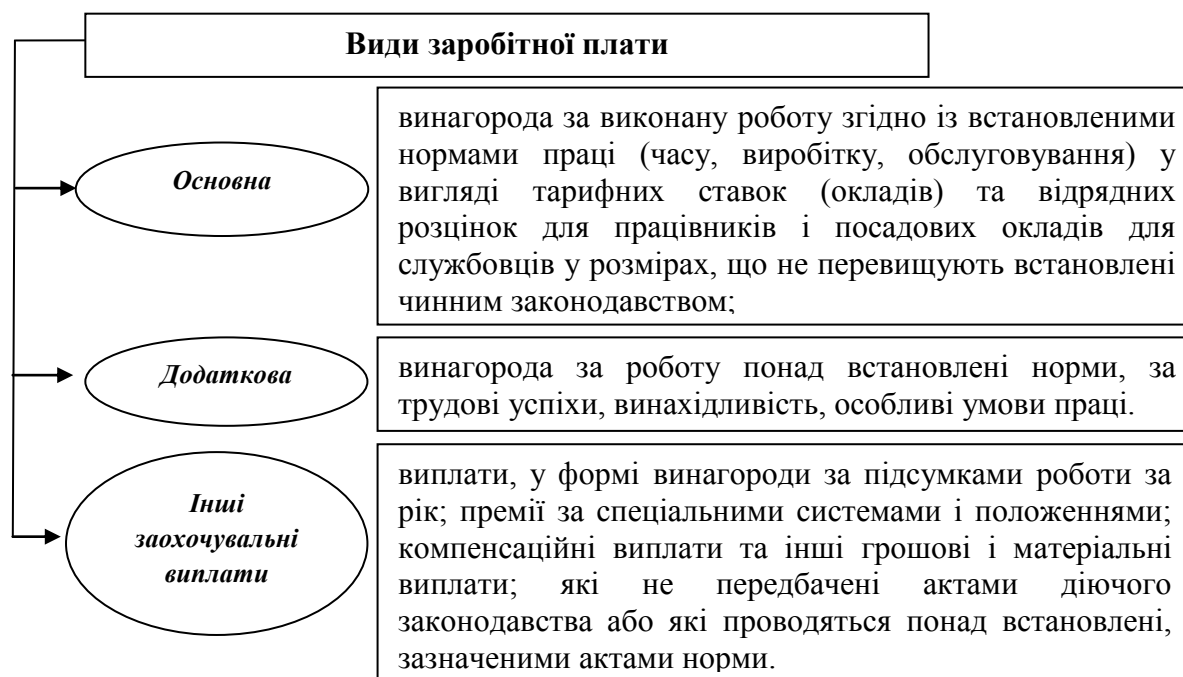 Види заробітної плати
Основна
винагорода за виконану роботу згідно із встановленими
нормами праці (часу, виробітку, обслуговування) у
вигляді тарифних ставок (окладів) та відрядних
розцінок для працівників і посадових окладів для
службовців у розмірах, що не перевищують встановлені
чинним законодавством;
Додаткова
винагорода за роботу понад встановлені норми, за
трудові успіхи, винахідливість, особливі умови праці.
Інші
заохочувальні
виплати
виплати, у формі винагороди за підсумками роботи за
рік; премії за спеціальними системами і положеннями;
компенсаційні виплати та інші грошові і матеріальні
виплати; які не передбачені актами діючого
законодавства або які проводяться понад встановлені,
зазначеними актами норми.